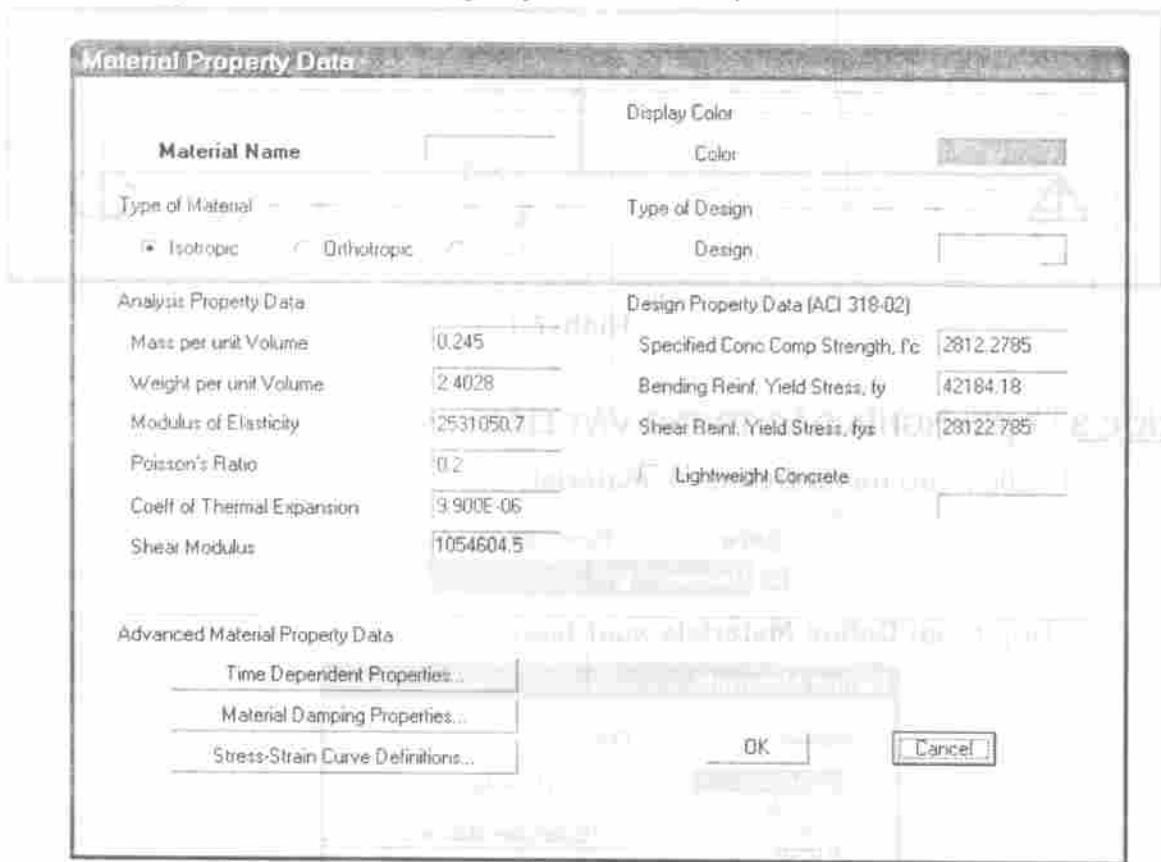 Material Property Data
Material Name
Display Color
Color
Type of Material
Isotropic
Orthotropic
Type of Design
Design
Analysis Property Data
Mass per unit Volume 0.245
Weight per unit Volume 2.4028
Modulus of Elasticity 2531050.7
Poisson's Ratio 0.2
Coeff of Thermal Expansion 9.900E-06
Shear Modulus 1054604.5
Design Property Data (ACI 318-02)
Specified Conc Comp Strength, f'c 2812.2785
Bending Reinf. Yield Stress, fy 42184.18
Shear Reinf. Yield Stress, fys 28122.785
Lightweight Concrete
Advanced Material Property Data
Time Dependent Properties...
Material Damping Properties...
Stress-Strain Curve Definitions...
OK
Cancel